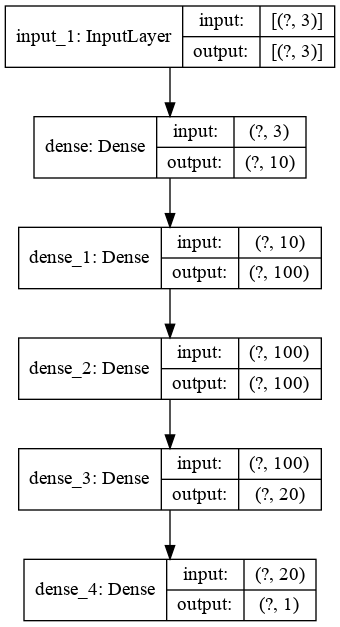 input_1: InputLayer
input: [(?, 3)]
output: [(?, 3)]
dense: Dense
input: (?, 3)
output: (?, 10)
dense_1: Dense
input: (?, 10)
output: (?, 100)
dense_2: Dense
input: (?, 100)
output: (?, 100)
dense_3: Dense
input: (?, 100)
output: (?, 20)
dense_4: Dense
input: (?, 20)
output: (?, 1)